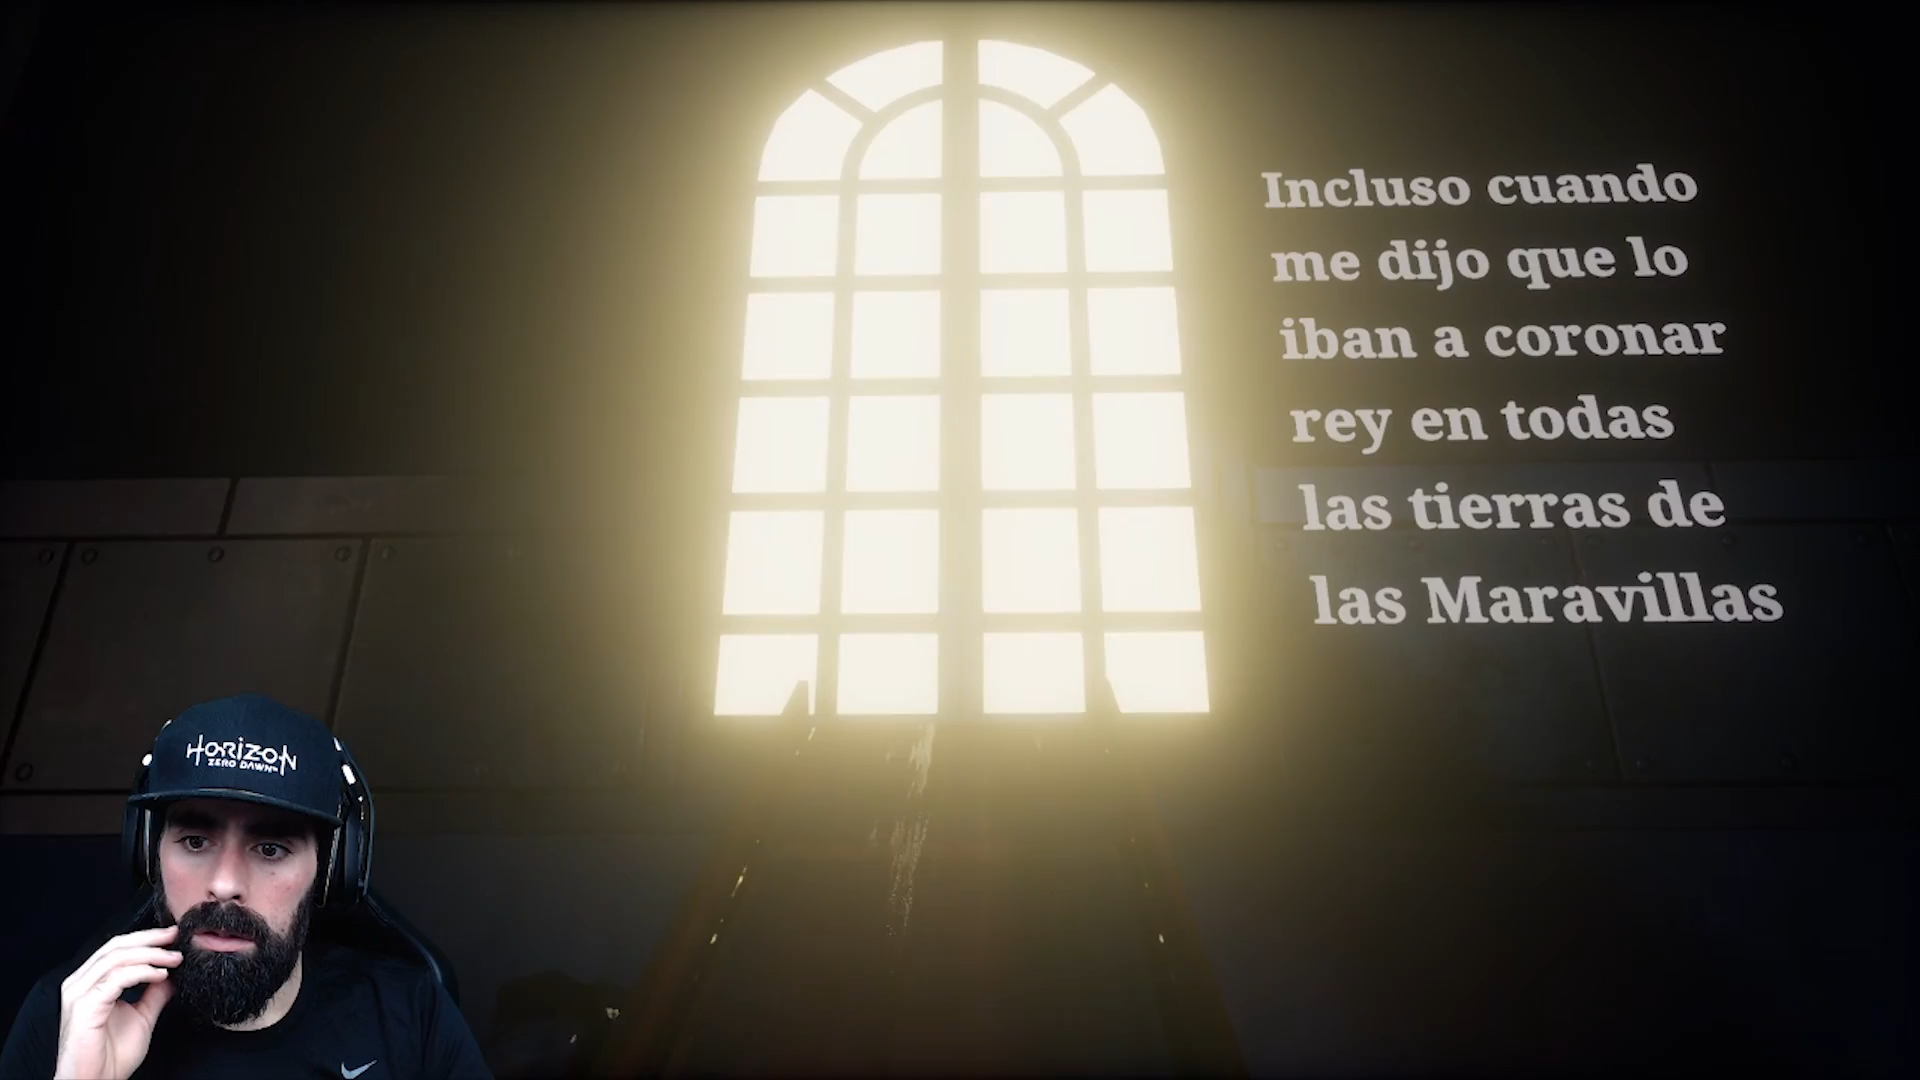 Incluso cuando
me dijo que lo
iban a coronar
rey en todas
las tierras de
las Maravillas
HORIZON
ZERO DAWN